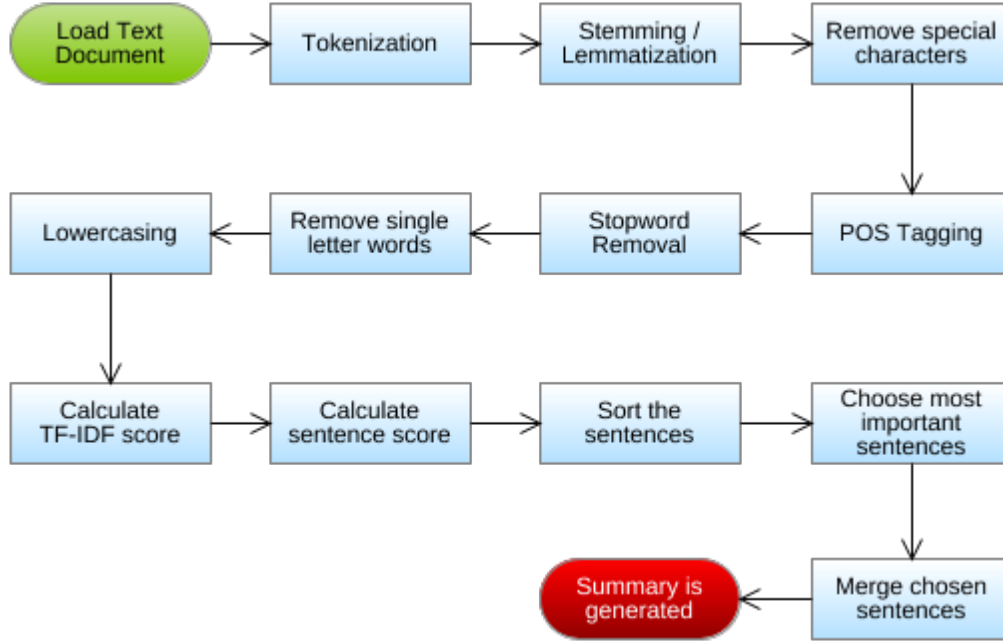 Load Text
Document
Tokenization
Stemming /
Lemmatization
Remove special
characters
POS Tagging
Stopword
Removal
Remove single
letter words
Lowercasing
Calculate
TF-IDF score
Calculate
sentence score
Sort the
sentences
Choose most
important
sentences
Merge chosen
sentences
Summary is
generated